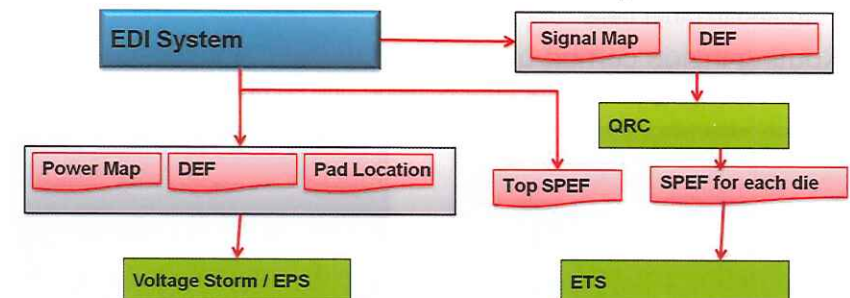 EDI System
Signal Map
DEF
QRC
Power Map
DEF
Pad Location
Top SPEF
SPEF for each die
Voltage Storm / EPS
ETS